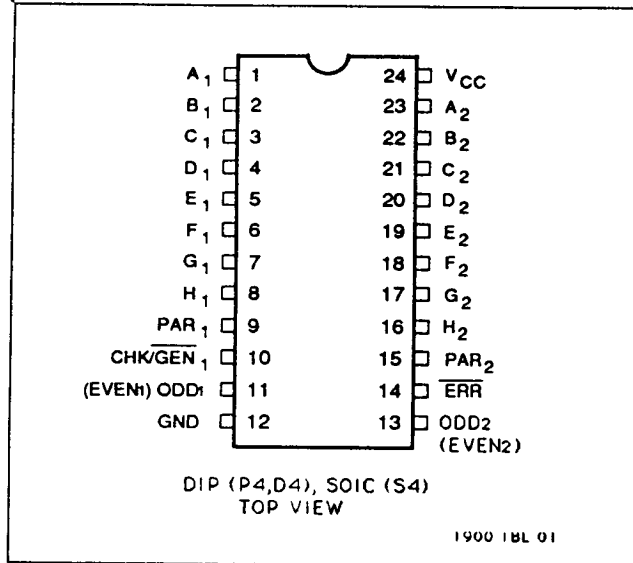 A1 1 24 VCC
B1 2 23 A2
C1 3 22 B2
D1 4 21 C2
E1 5 20 D2
F1 6 19 E2
G1 7 18 F2
H1 8 17 G2
PAR1 9 16 H2
CHK/GEN1 10 15 PAR2
(EVEN1) ODD1 11 14 ERR
GND 12 13 ODD2
(EVEN2)
DIP (P4,D4), SOIC (S4)
TOP VIEW
1900 TBL 01